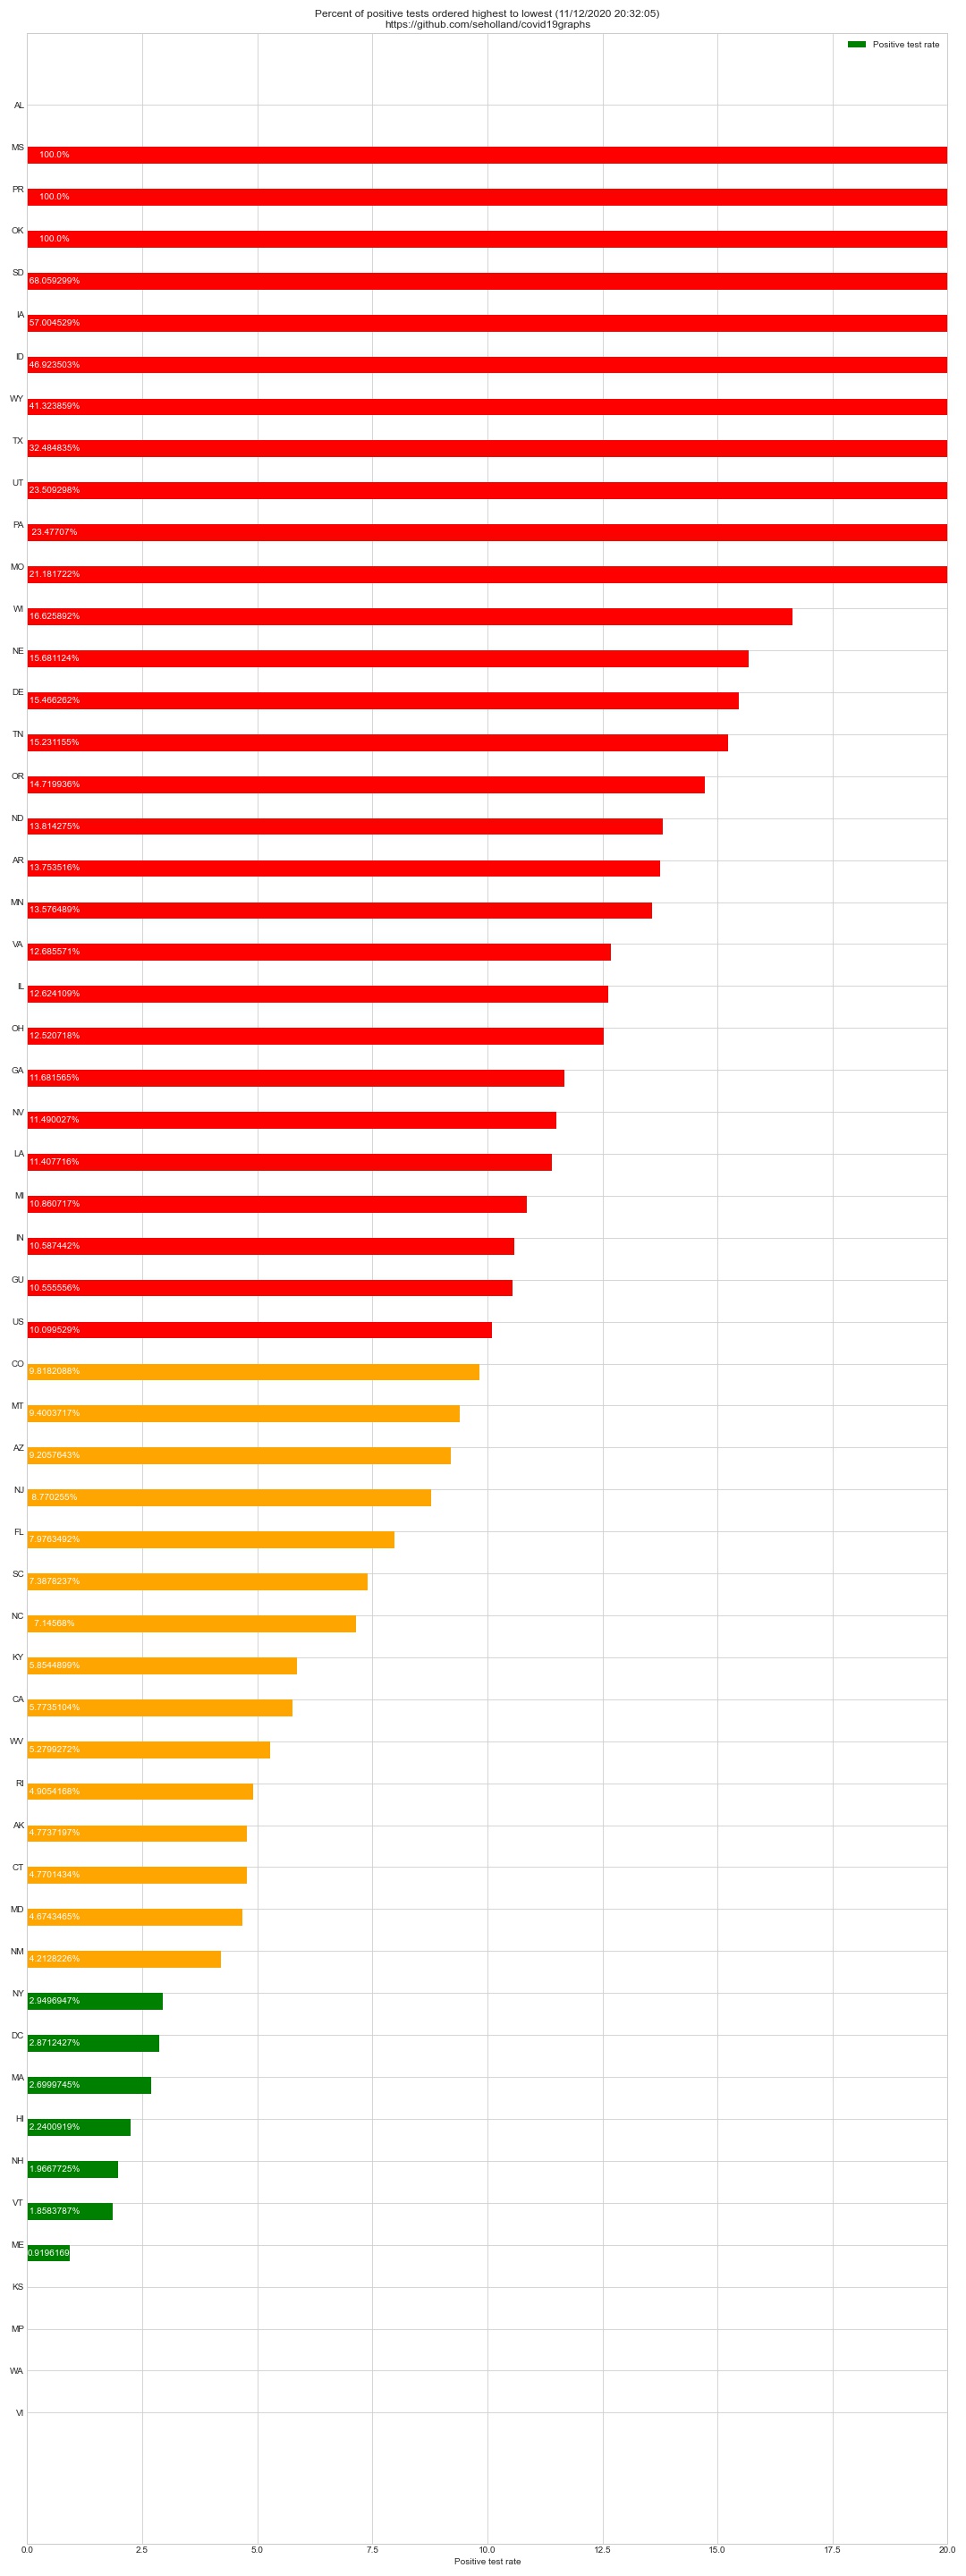 Percent of positive tests ordered highest to lowest (11/12/2020 20:32:05)
https://github.com/seholland/covid19graphs
Positive test rate
AL
MS
100.0%
PR
100.0%
OK
100.0%
SD
68.059299%
IA
57.004529%
ID
46.923503%
WY
41.323859%
TX
32.484835%
UT
23.509298%
PA
23.47707%
MO
21.181722%
WI
16.625892%
NE
15.681124%
DE
15.466262%
TN
15.231155%
OR
14.719936%
ND
13.814275%
AR
13.753516%
MN
13.576489%
VA
12.685571%
IL
12.624109%
OH
12.520718%
GA
11.681565%
NV
11.490027%
LA
11.407716%
MI
10.860717%
IN
10.587442%
GU
10.555556%
US
10.099529%
CO
9.8182088%
MT
9.4003717%
AZ
9.2057643%
NJ
8.770255%
FL
7.9763492%
SC
7.3878237%
NC
7.14568%
KY
5.8544899%
CA
5.7735104%
WV
5.2799272%
RI
4.9054168%
AK
4.7737197%
CT
4.7701434%
MD
4.6743465%
NM
4.2128226%
NY
2.9496947%
DC
2.8712427%
MA
2.6999745%
HI
2.2400919%
NH
1.9667725%
VT
1.8583787%
ME
0.9196169
KS
MP
WA
VI
0.0 2.5 5.0 7.5 10.0 12.5 15.0 17.5 20.0
Positive test rate